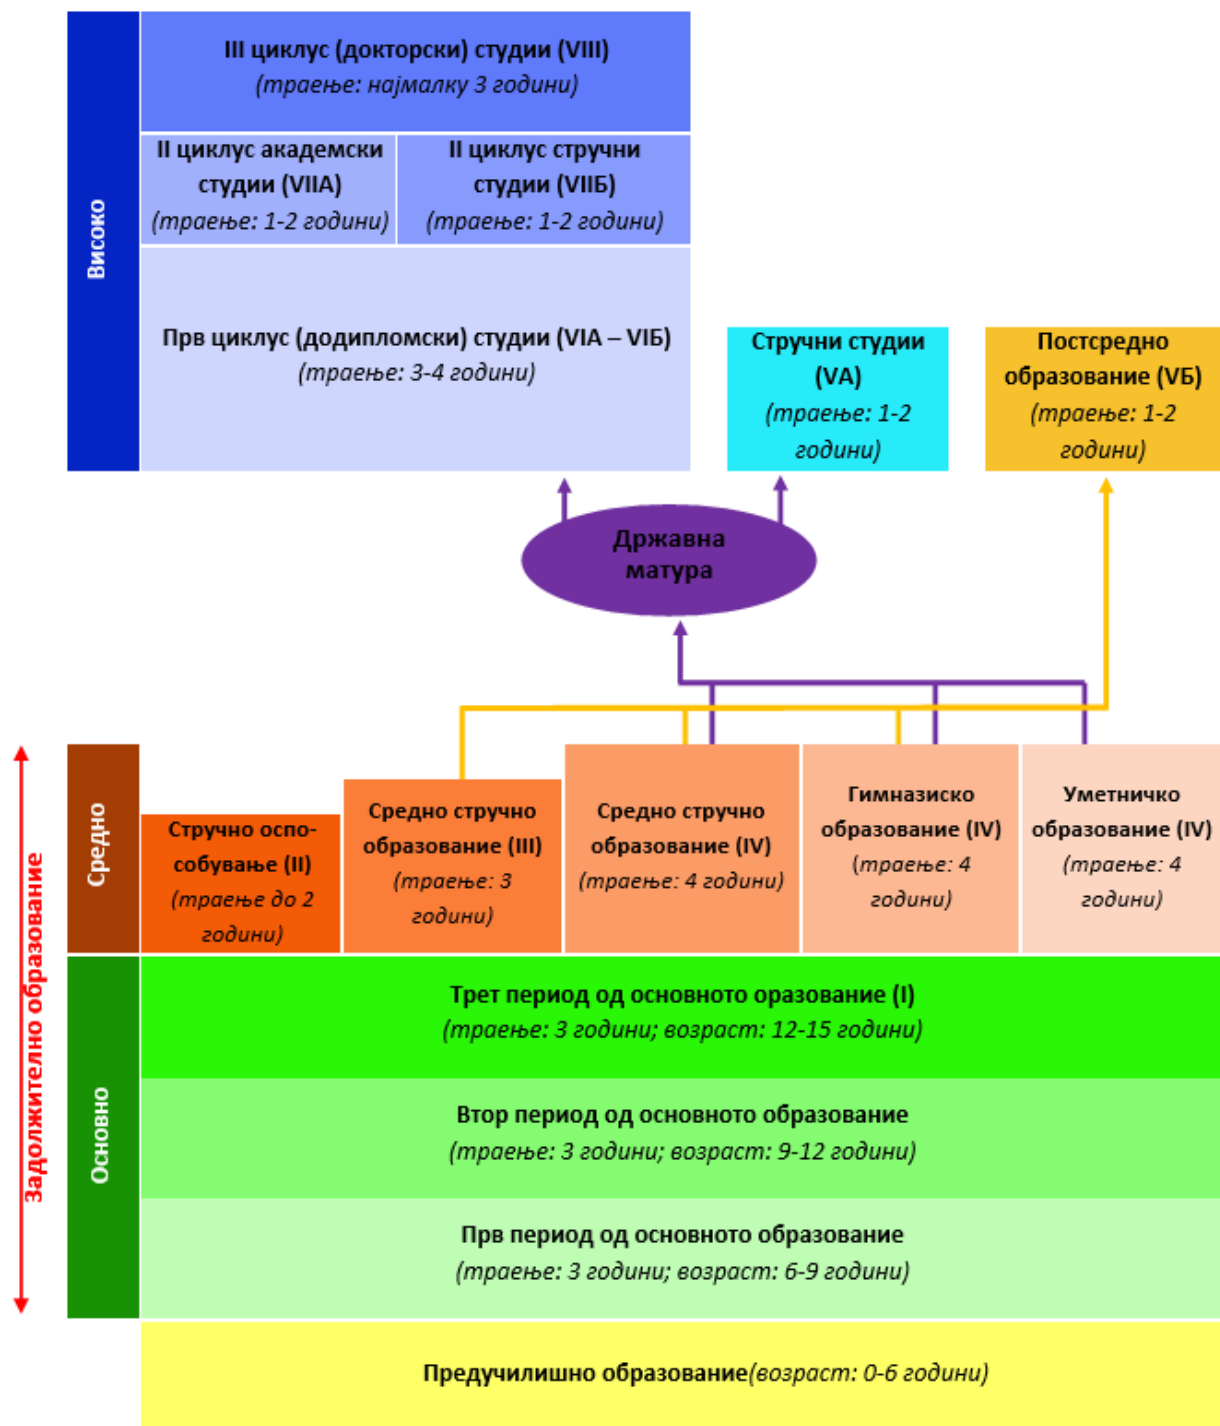 Високо
III циклус (докторски) студии (VIII)
(траење: најмалку 3 години)
II циклус академски
студии (VIIA)
(траење: 1-2 години)
II циклус стручни
студии (VIIБ)
(траење: 1-2 години)
Прв циклус (додипломски) студии (VIA – VIБ)
(траење: 3-4 години)
Стручни студии
(VA)
(траење: 1-2
години)
Постсредно
образование (VБ)
(траење: 1-2
години)
Државна
матура
Задолжително образование
Средно
Стручно оспо-
собување (II)
(траење до 2
години)
Средно стручно
образование (III)
(траење: 3
години)
Средно стручно
образование (IV)
(траење: 4 години)
Гимназиско
образование (IV)
(траење: 4
години)
Уметничко
образование (IV)
(траење: 4
години)
Основно
Трет период од основното оразование (I)
(траење: 3 години; возраст: 12-15 години)
Втор период од основното образование
(траење: 3 години; возраст: 9-12 години)
Прв период од основното образование
(траење: 3 години; возраст: 6-9 години)
Предучилишно образование(возраст: 0-6 години)